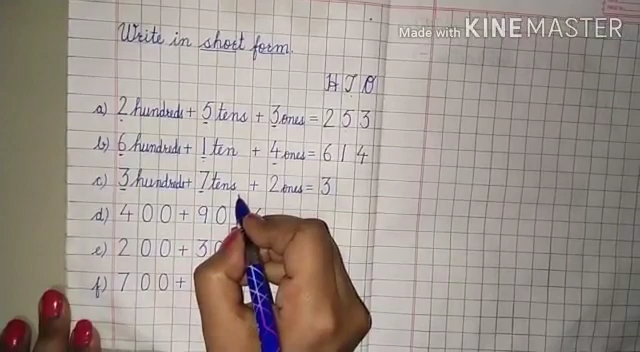 Made with KINEMASTER
Write in short form.
H T O
a) 2 hundreds + 5 tens + 3 ones = 2 5 3
b) 6 hundreds + 1 ten + 4 ones = 6 1 4
c) 3 hundreds + 7 tens + 2 ones = 3
d) 4 0 0 + 9 0
e) 2 0 0 + 3
f) 7 0 0 +